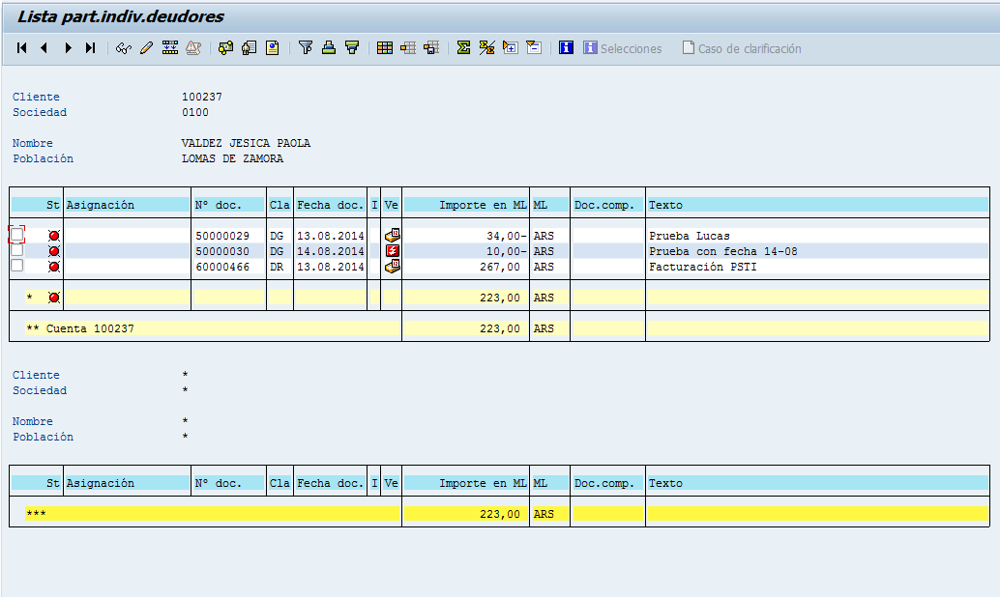 Lista part.indiv.deudores
Selecciones Caso de clarificación
Cliente 100237
Sociedad 0100
Nombre VALDEZ JESICA PAOLA
Población LOMAS DE ZAMORA
St Asignación Nº doc. Cla Fecha doc. I Ve Importe en ML ML Doc.comp. Texto
50000029 DG 13.08.2014 34,00- ARS Prueba Lucas
50000030 DG 14.08.2014 10,00- ARS Prueba con fecha 14-08
60000466 DR 13.08.2014 267,00 ARS Facturación PSTI
* 223,00 ARS
** Cuenta 100237 223,00 ARS
Cliente *
Sociedad *
Nombre *
Población *
St Asignación Nº doc. Cla Fecha doc. I Ve Importe en ML ML Doc.comp. Texto
*** 223,00 ARS